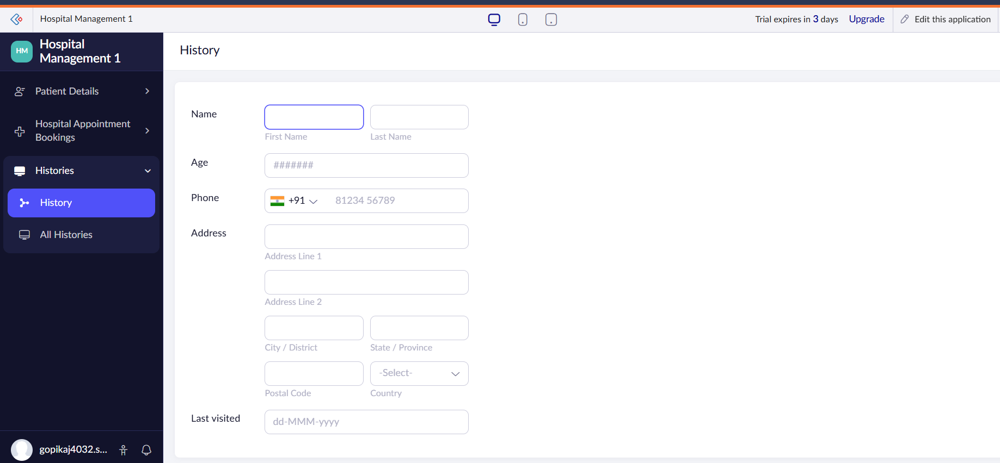 Hospital Management 1
Trial expires in 3 days
Upgrade
Edit this application
HM
Hospital
Management 1
Patient Details
Hospital Appointment
Bookings
Histories
History
All Histories
gopikaj4032.s...
History
Name
First Name
Last Name
Age
#######
Phone
+91
81234 56789
Address
Address Line 1
Address Line 2
City / District
State / Province
-Select-
Postal Code
Country
Last visited
dd-MMM-yyyy